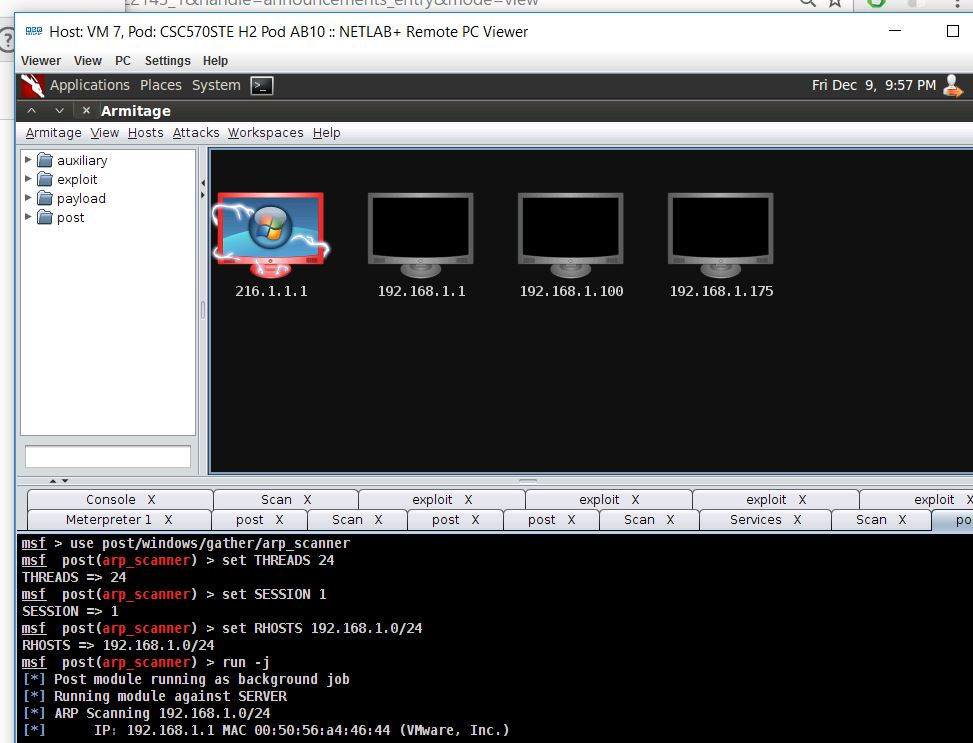 22143_1&handle=announcements_entry&mode=view
Host: VM 7, Pod: CSC570STE H2 Pod AB10 :: NETLAB+ Remote PC Viewer
Viewer View PC Settings Help
Applications Places System Fri Dec 9, 9:57 PM
Armitage
Armitage View Hosts Attacks Workspaces Help
auxiliary
exploit
payload
post
216.1.1.1 192.168.1.1 192.168.1.100 192.168.1.175
Console X Scan X exploit X exploit X exploit X exploit X
Meterpreter 1 X post X Scan X post X post X Scan X Services X Scan X po
msf > use post/windows/gather/arp_scanner
msf post(arp_scanner) > set THREADS 24
THREADS => 24
msf post(arp_scanner) > set SESSION 1
SESSION => 1
msf post(arp_scanner) > set RHOSTS 192.168.1.0/24
RHOSTS => 192.168.1.0/24
msf post(arp_scanner) > run -j
[*] Post module running as background job
[*] Running module against SERVER
[*] ARP Scanning 192.168.1.0/24
[*] IP: 192.168.1.1 MAC 00:50:56:a4:46:44 (VMware, Inc.)